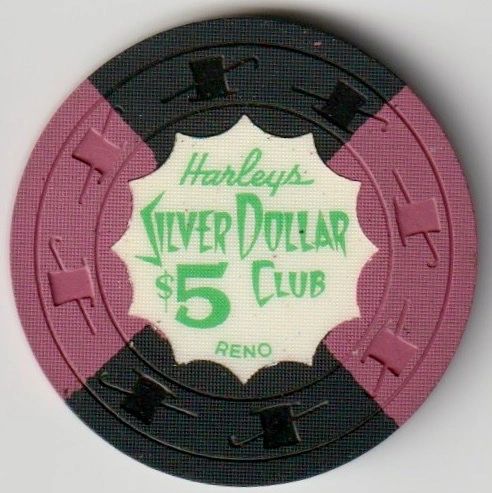 Harleys
SILVER DOLLAR
$5 CLUB
RENO